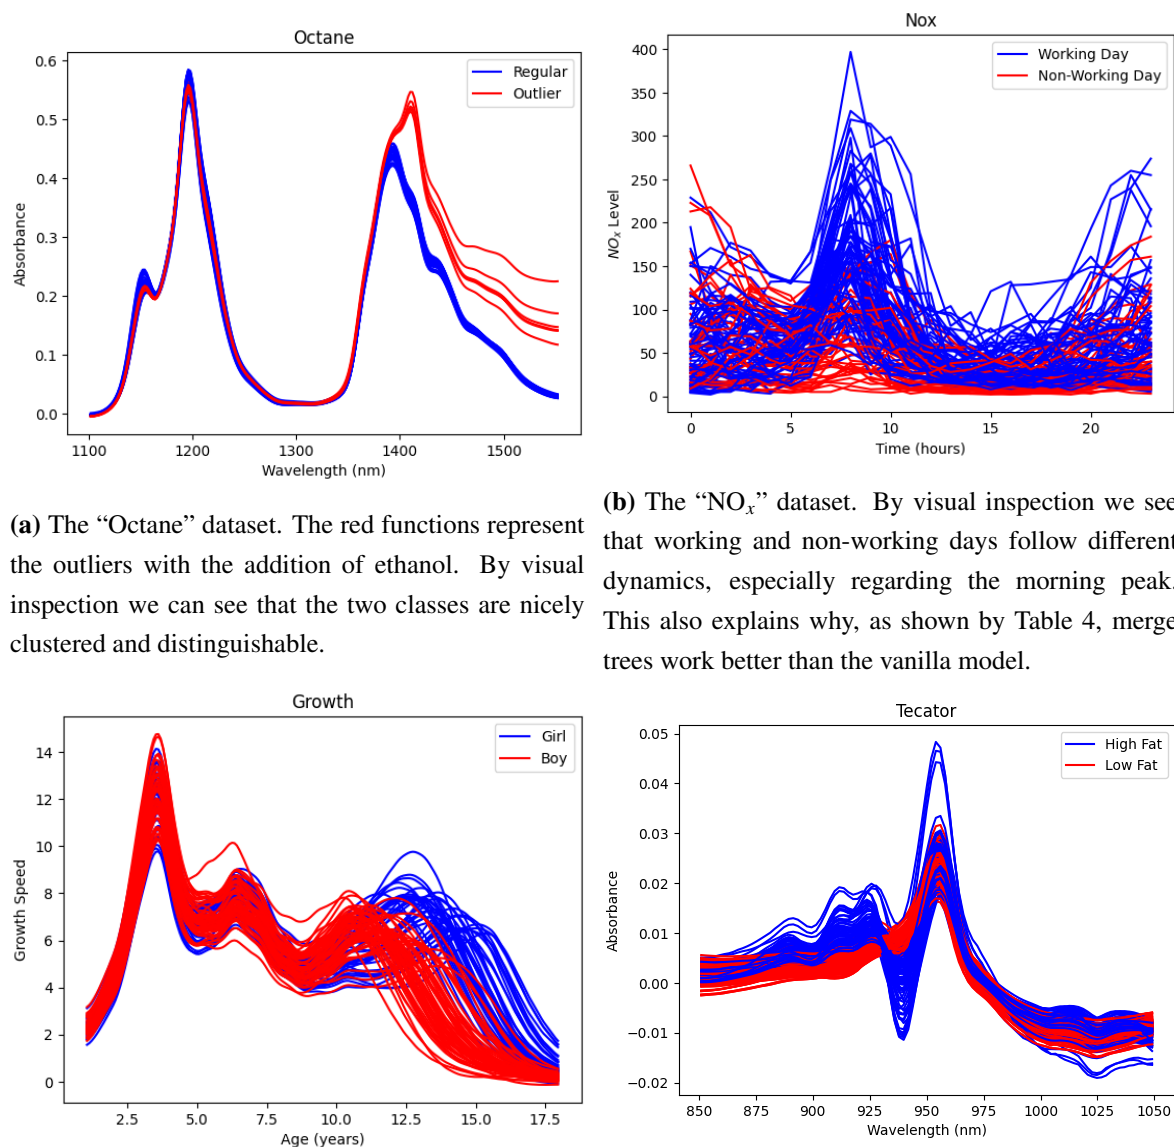 Octane
Regular
Outlier
0.6
0.5
0.4
0.3
0.2
0.1
0.0
Absorbance
1100 1200 1300 1400 1500
Wavelength (nm)
Nox
Working Day
Non-Working Day
400
350
300
250
200
150
100
50
0
NOx Level
0 5 10 15 20
Time (hours)
(a) The “Octane” dataset. The red functions represent
the outliers with the addition of ethanol. By visual
inspection we can see that the two classes are nicely
clustered and distinguishable.
(b) The “NOx” dataset. By visual inspection we see
that working and non-working days follow different
dynamics, especially regarding the morning peak.
This also explains why, as shown by Table 4, merge
trees work better than the vanilla model.
Growth
Girl
Boy
14
12
10
8
6
4
2
0
Growth Speed
2.5 5.0 7.5 10.0 12.5 15.0 17.5
Age (years)
Tecator
High Fat
Low Fat
0.05
0.04
0.03
0.02
0.01
0.00
−0.01
−0.02
Absorbance
850 875 900 925 950 975 1000 1025 1050
Wavelength (nm)